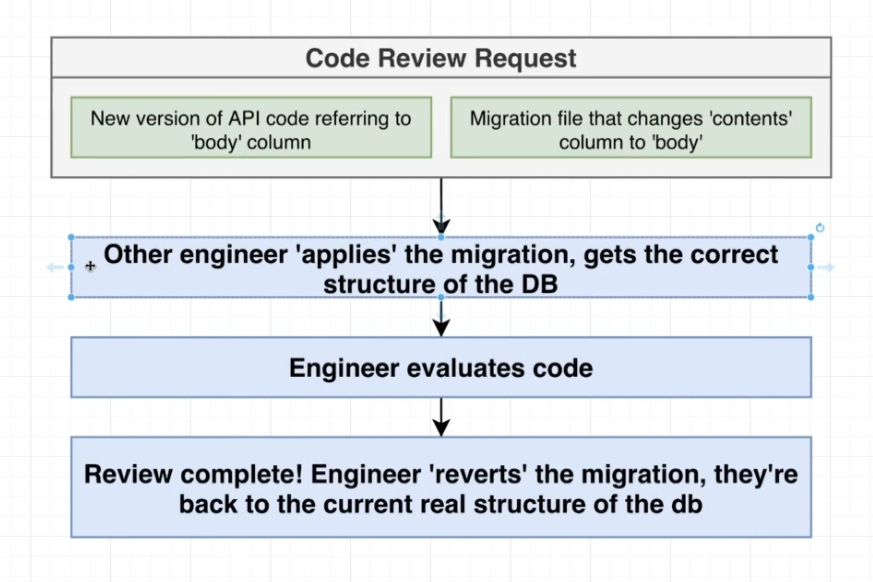 Code Review Request
New version of API code referring to
'body' column
Migration file that changes 'contents'
column to 'body'
Other engineer 'applies' the migration, gets the correct
structure of the DB
Engineer evaluates code
Review complete! Engineer 'reverts' the migration, they're
back to the current real structure of the db